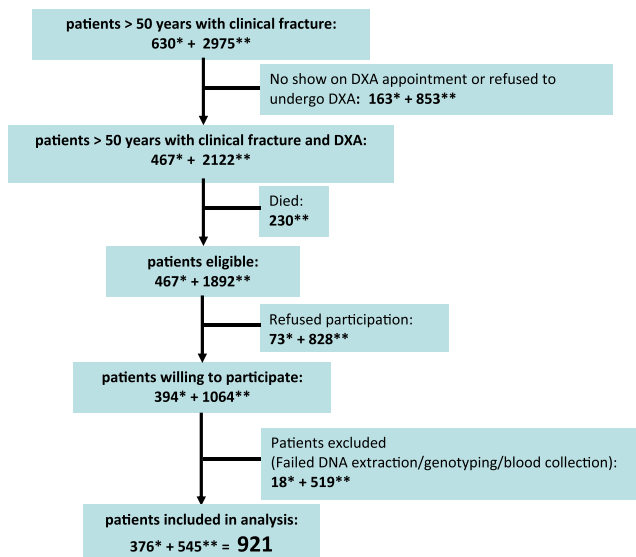 patients > 50 years with clinical fracture:
630* + 2975**
No show on DXA appointment or refused to
undergo DXA: 163* + 853**
patients > 50 years with clinical fracture and DXA:
467* + 2122**
Died:
230**
patients eligible:
467* + 1892**
Refused participation:
73* + 828**
patients willing to participate:
394* + 1064**
Patients excluded
(Failed DNA extraction/genotyping/blood collection):
18* + 519**
patients included in analysis:
376* + 545** = 921